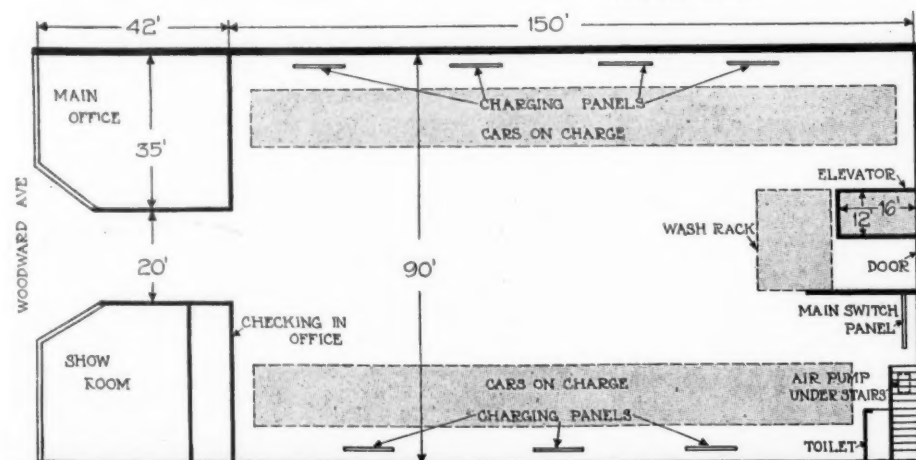 42'
150'
MAIN
OFFICE
CHARGING PANELS
CARS ON CHARGE
35'
ELEVATOR
12'
16'
WOODWARD AVE
WASH RACK
20'
90'
DOOR
CHECKING IN
OFFICE
MAIN SWITCH
PANEL
SHOW
ROOM
CARS ON CHARGE
AIR PUMP
UNDER STAIRS
CHARGING PANELS
TOILET